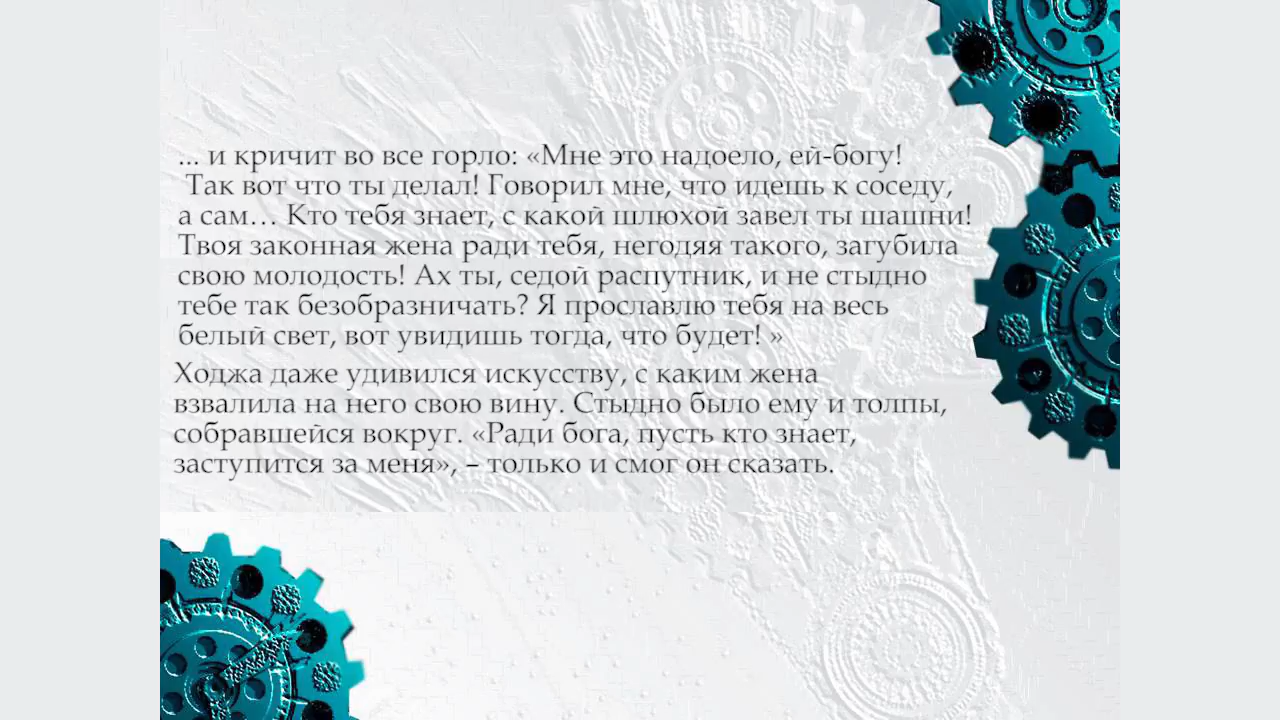 ... и кричит во все горло: «Мне это надоело, ей-богу!
Так вот что ты делал! Говорил мне, что идешь к соседу,
а сам… Кто тебя знает, с какой шлюхой завел ты шашни!
Твоя законная жена ради тебя, негодяя такого, загубила
свою молодость! Ах ты, седой распутник, и не стыдно
тебе так безобразничать? Я прославлю тебя на весь
белый свет, вот увидишь тогда, что будет! »
Ходжа даже удивился искусству, с каким жена
взвалила на него свою вину. Стыдно было ему и толпы,
собравшейся вокруг. «Ради бога, пусть кто знает,
заступится за меня», – только и смог он сказать.